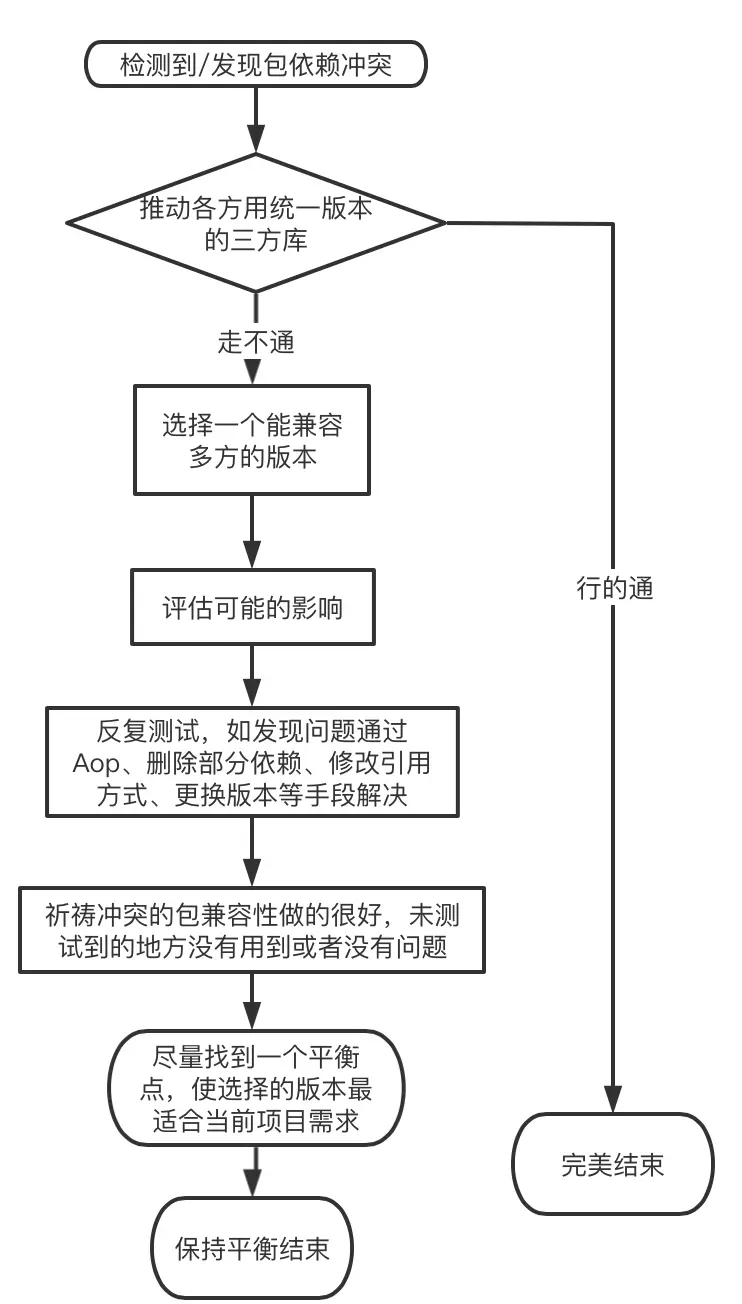 检测到/发现包依赖冲突
推动各方用统一版本
的三方库
走不通
选择一个能兼容
多方的版本
行的通
评估可能的影响
反复测试，如发现问题通过
Aop、删除部分依赖、修改引用
方式、更换版本等手段解决
祈祷冲突的包兼容性做的很好，未测
试到的地方没有用到或者没有问题
尽量找到一个平衡
点，使选择的版本最
适合当前项目需求
完美结束
保持平衡结束